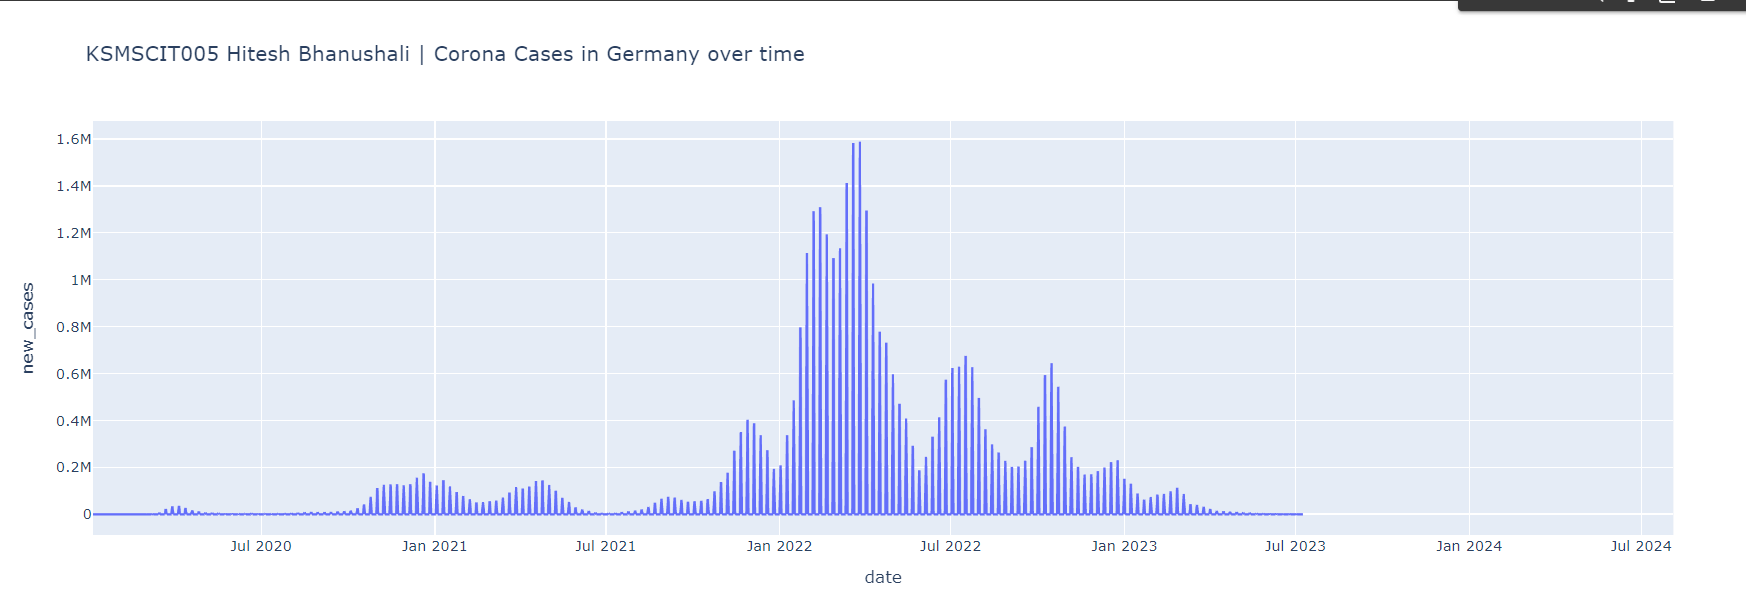 KSMSCIT005 Hitesh Bhanushali | Corona Cases in Germany over time
1.6M
1.4M
1.2M
1M
0.8M
0.6M
0.4M
0.2M
0
new_cases
Jul 2020 Jan 2021 Jul 2021 Jan 2022 Jul 2022 Jan 2023 Jul 2023 Jan 2024 Jul 2024
date